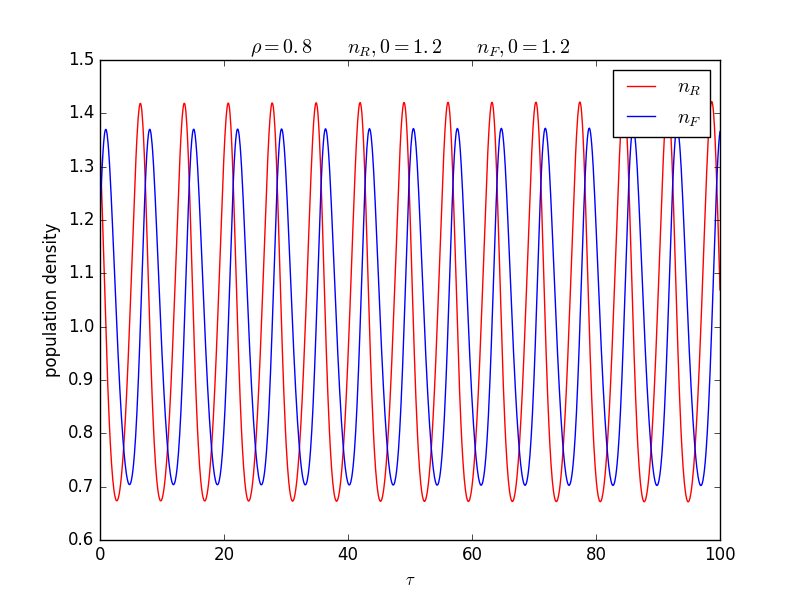 ρ = 0.8 n_R, 0 = 1.2 n_F, 0 = 1.2
1.5
1.4
1.3
1.2
1.1
1.0
0.9
0.8
0.7
0.6
population density
n_R
n_F
0 20 40 60 80 100
τ